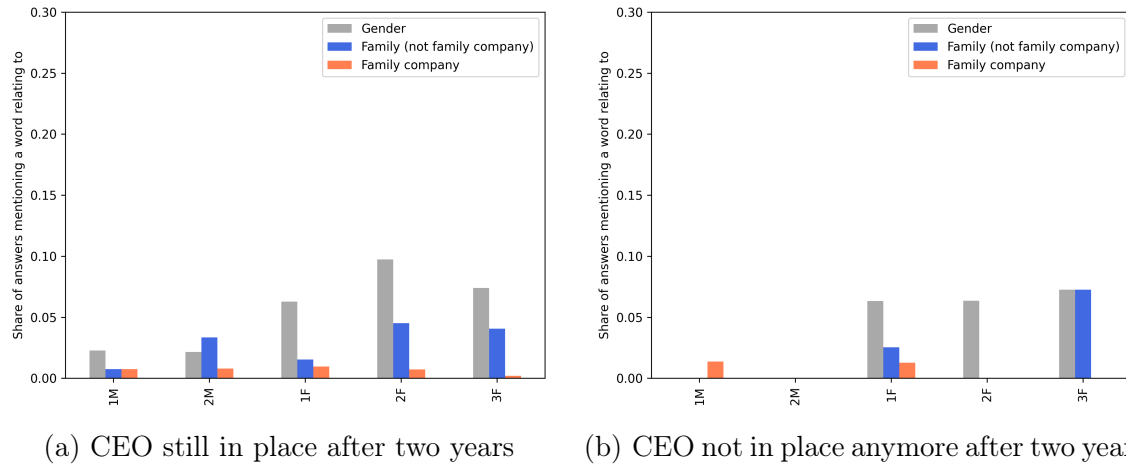 0.30
0.25
0.20
0.15
0.10
0.05
0.00
Share of answers mentioning a word relating to
Gender
Family (not family company)
Family company
1M
2M
1F
2F
3F
(a) CEO still in place after two years
0.30
0.25
0.20
0.15
0.10
0.05
0.00
Share of answers mentioning a word relating to
Gender
Family (not family company)
Family company
1M
2M
1F
2F
3F
(b) CEO not in place anymore after two year